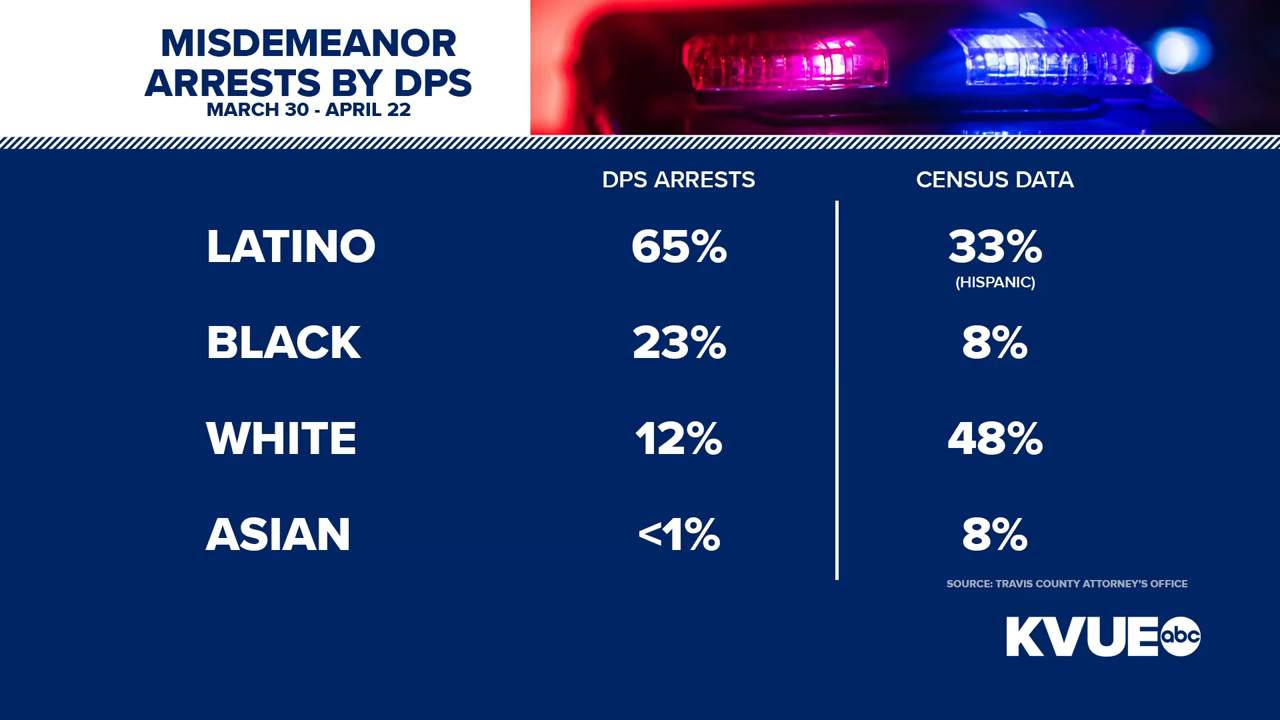 MISDEMEANOR
ARRESTS BY DPS
MARCH 30 - APRIL 22
DPS ARRESTS CENSUS DATA
LATINO 65% 33%
(HISPANIC)
BLACK 23% 8%
WHITE 12% 48%
ASIAN <1% 8%
SOURCE: TRAVIS COUNTY ATTORNEY'S OFFICE
KVUE abc